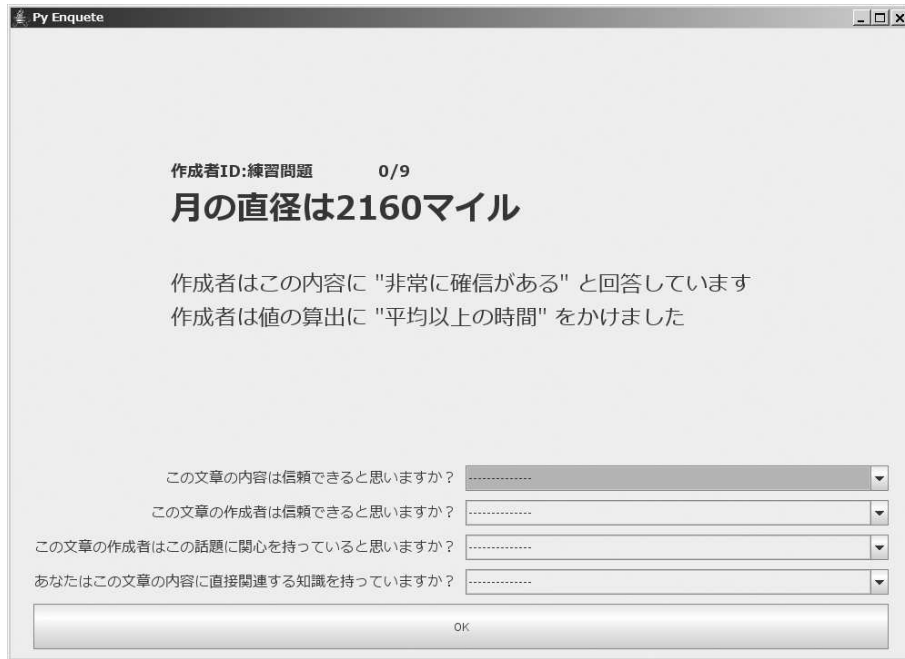 Py Enquete
作成者ID:練習問題 0/9
月の直径は2160マイル
作成者はこの内容に "非常に確信がある" と回答しています
作成者は値の算出に "平均以上の時間" をかけました
この文章の内容は信頼できると思いますか？ --------------
この文章の作成者は信頼できると思いますか？ --------------
この文章の作成者はこの話題に関心を持っていると思いますか？ --------------
あなたはこの文章の内容に直接関連する知識を持っていますか？ --------------
OK